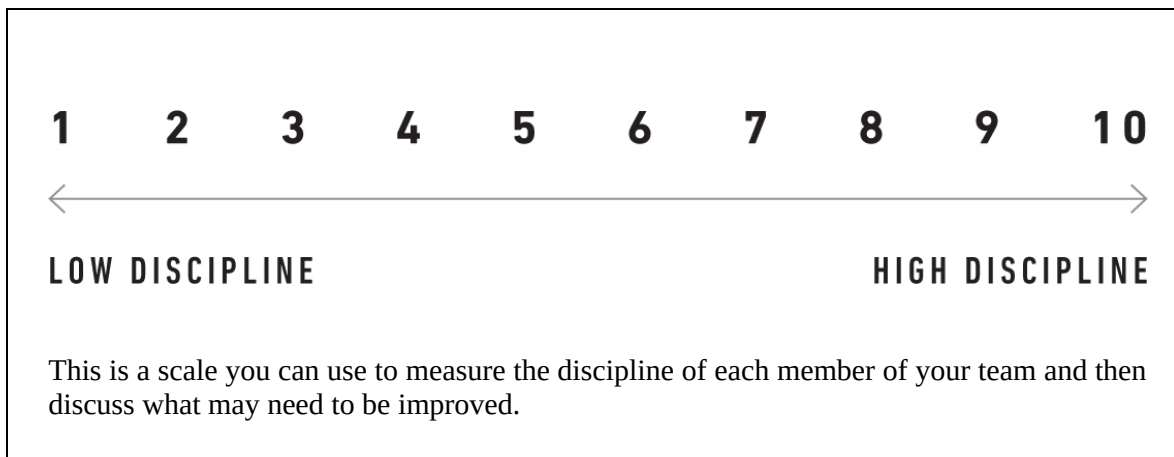 1 2 3 4 5 6 7 8 9 10
LOW DISCIPLINE HIGH DISCIPLINE
This is a scale you can use to measure the discipline of each member of your team and then
discuss what may need to be improved.